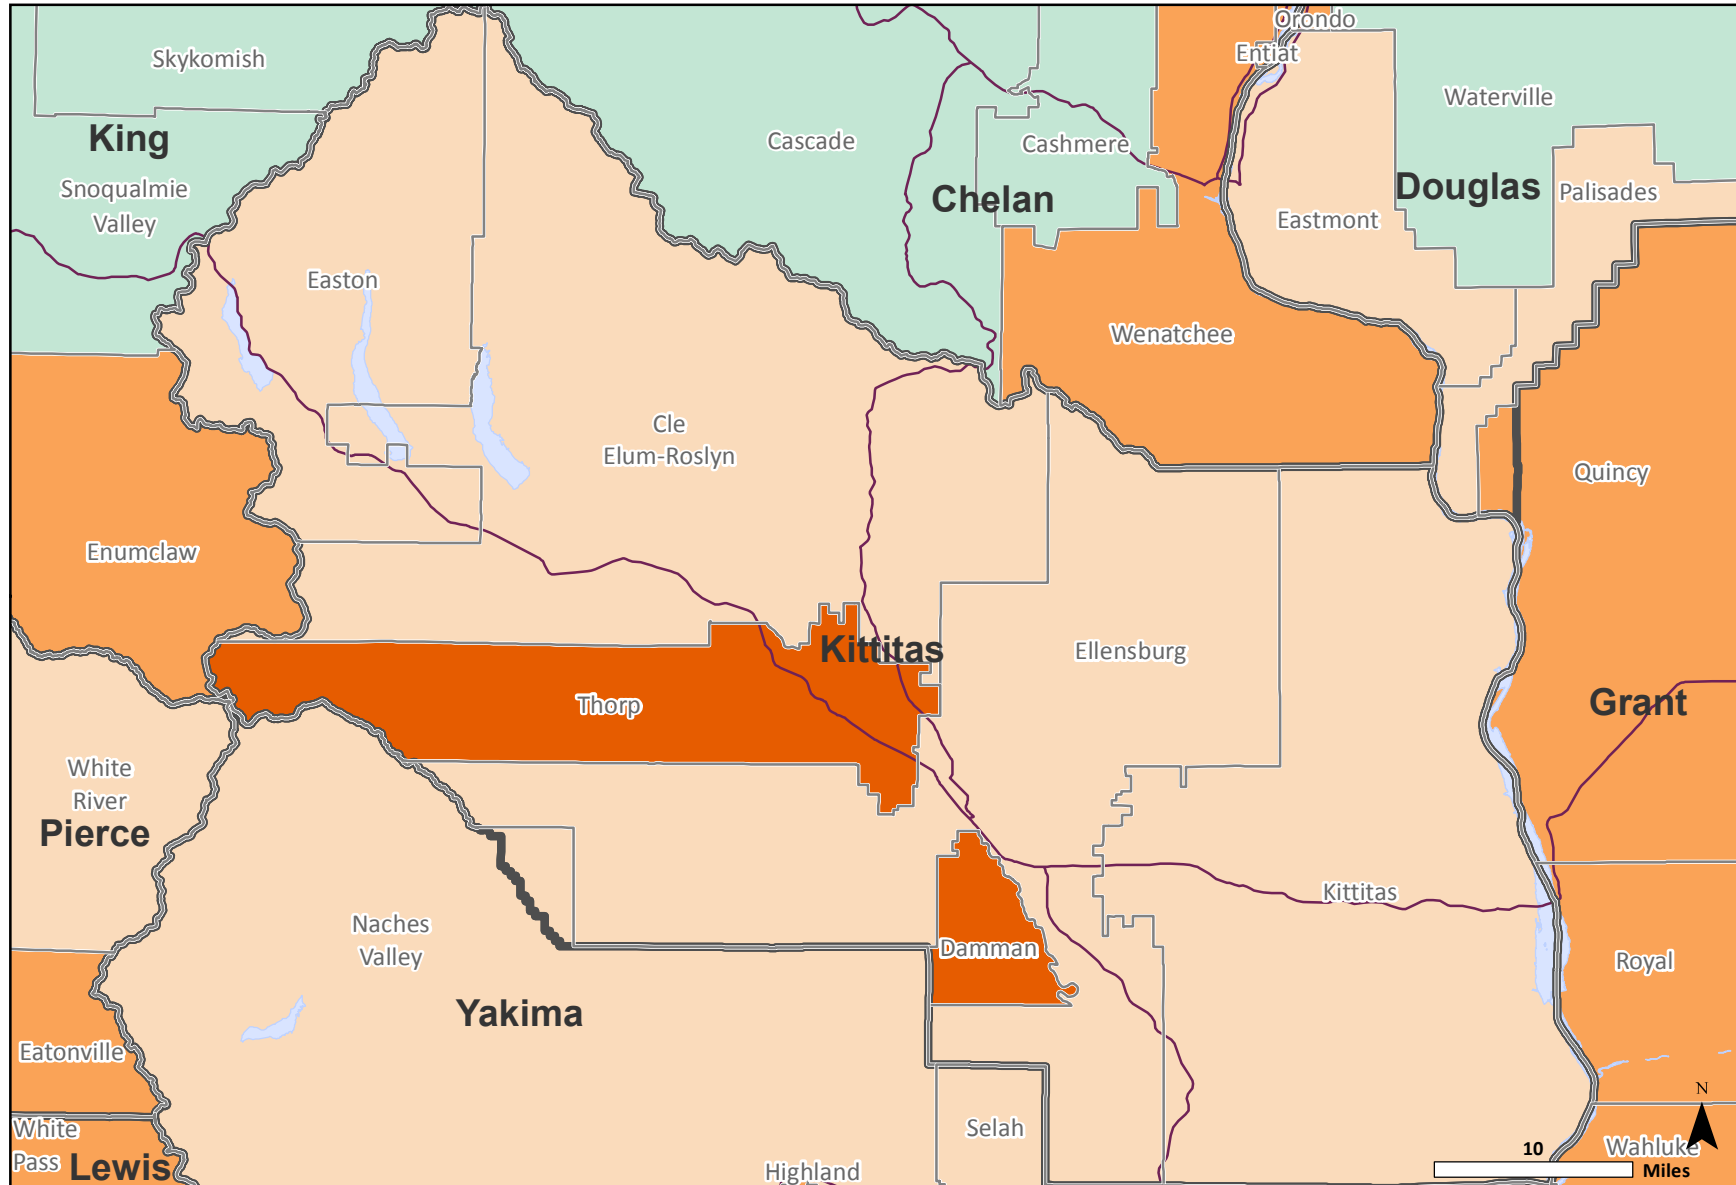 Orondo
Entiat
Skykomish
Waterville
King
Cascade
Cashmere
Snoqualmie
Valley
Chelan
Douglas
Palisades
Eastmont
Easton
Wenatchee
Cle
Elum-Roslyn
Quincy
Enumclaw
Kittitas
Ellensburg
Thorp
Grant
White
River
Pierce
Kittitas
Naches
Valley
Damman
Royal
Yakima
Eatonville
N
White
Pass
Lewis
Selah
Highland
10
Miles
Wahluke